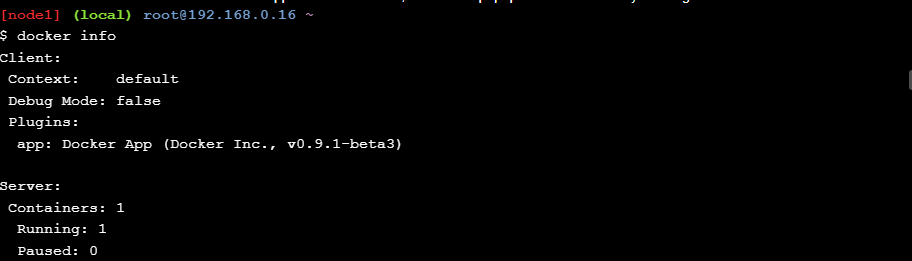 [node1] (local) root@192.168.0.16 ~
$ docker info
Client:
 Context:    default
 Debug Mode: false
 Plugins:
  app: Docker App (Docker Inc., v0.9.1-beta3)

Server:
 Containers: 1
  Running: 1
  Paused: 0